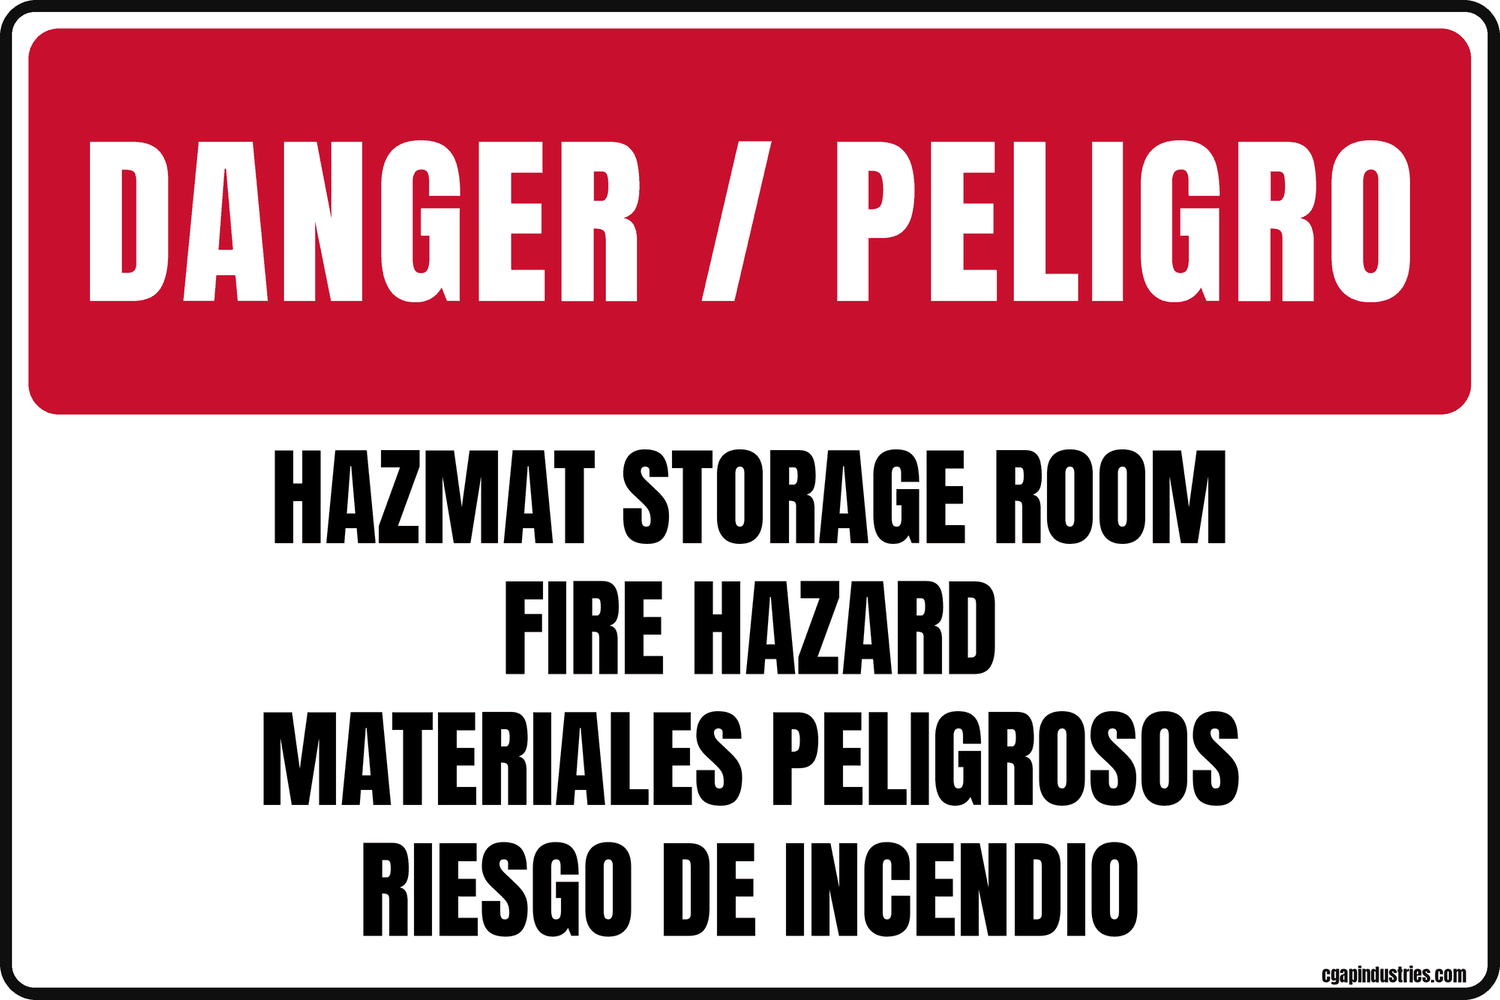 DANGER / PELIGRO
HAZMAT STORAGE ROOM
FIRE HAZARD
MATERIALES PELIGROSOS
RIESGO DE INCENDIO
cgapindustries.com